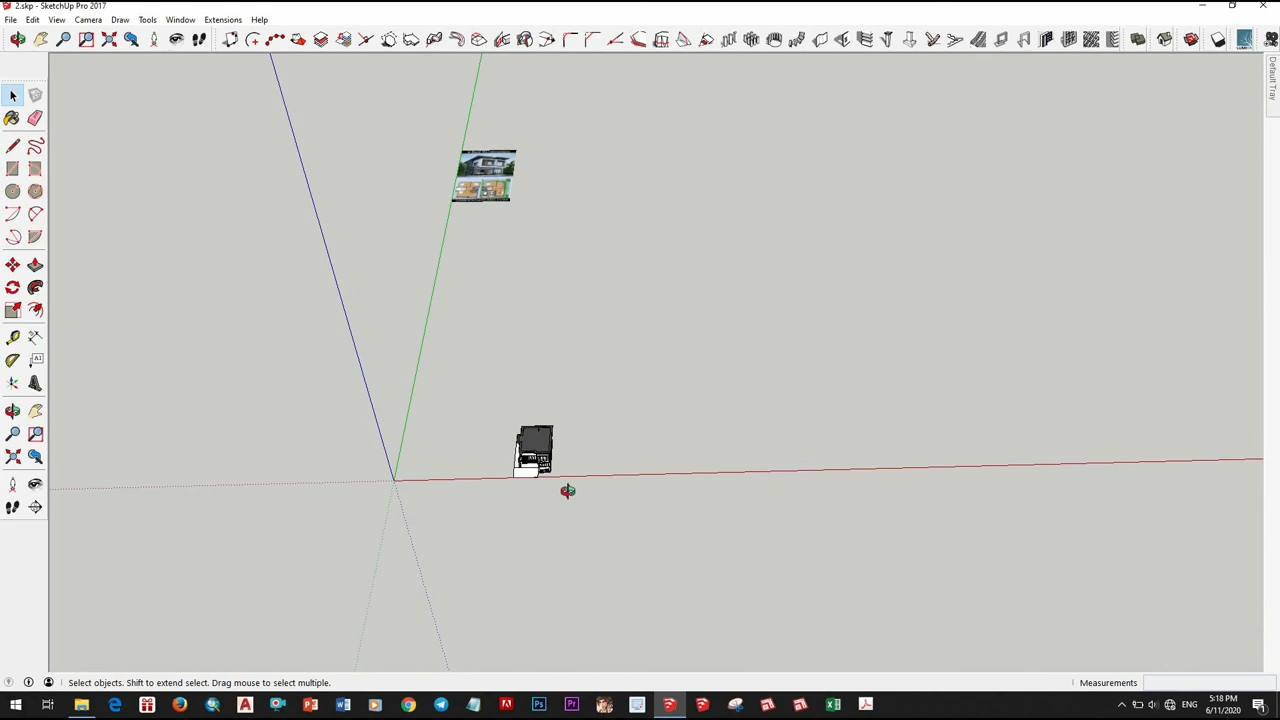 2.skp - SketchUp Pro 2017
File Edit View Camera Draw Tools Window Extensions Help
Default Tray
A1
Select objects. Shift to extend select. Drag mouse to select multiple.
Measurements
ENG
5:18 PM
6/11/2020